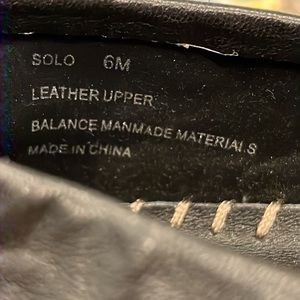 SOLO 6M
LEATHER UPPER
BALANCE MANMADE MATERIALS
MADE IN CHINA